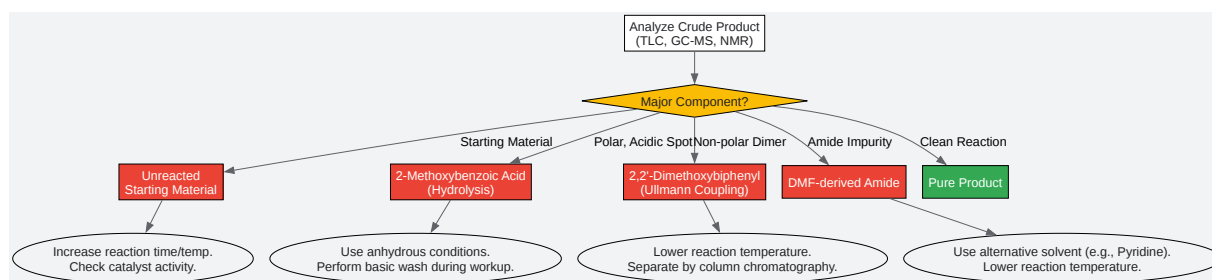 Analyze Crude Product
(TLC, GC-MS, NMR)
Major Component?
Starting Material
Polar, Acidic Spot
Non-polar Dimer
Amide Impurity
Clean Reaction
Unreacted
Starting Material
2-Methoxybenzoic Acid
(Hydrolysis)
2,2'-Dimethoxybiphenyl
(Ullmann Coupling)
DMF-derived Amide
Pure Product
Increase reaction time/temp.
Check catalyst activity.
Use anhydrous conditions.
Perform basic wash during workup.
Lower reaction temperature.
Separate by column chromatography.
Use alternative solvent (e.g., Pyridine).
Lower reaction temperature.